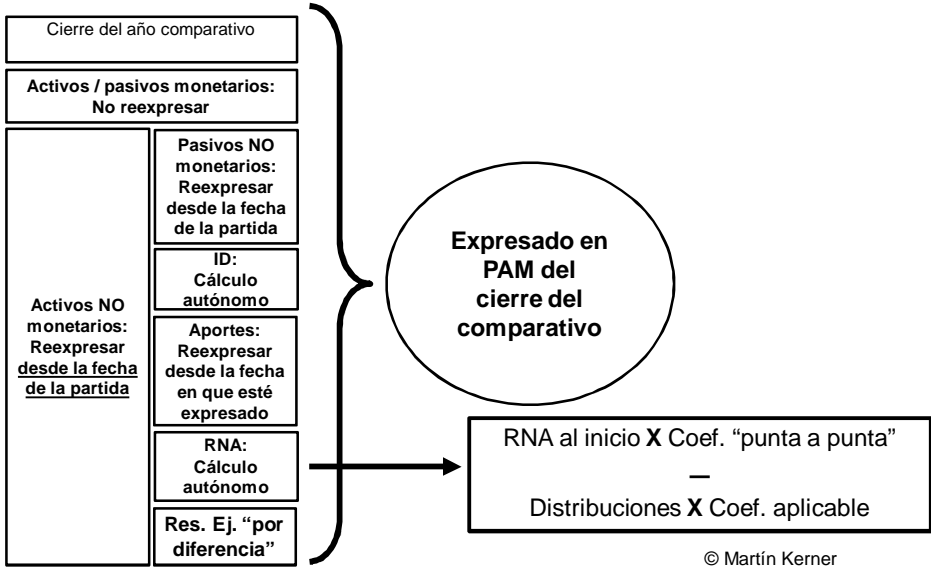 Cierre del año comparativo
Activos / pasivos monetarios:
No reexpresar
Activos NO
monetarios:
Reexpresar
desde la fecha
de la partida
Pasivos NO
monetarios:
Reexpresar
desde la fecha
de la partida
ID:
Cálculo
autónomo
Aportes:
Reexpresar
desde la fecha
en que esté
expresado
RNA:
Cálculo
autónomo
Res. Ej. “por
diferencia”
Expresado en
PAM del
cierre del
comparativo
RNA al inicio X Coef. “punta a punta”
–
Distribuciones X Coef. aplicable
© Martín Kerner